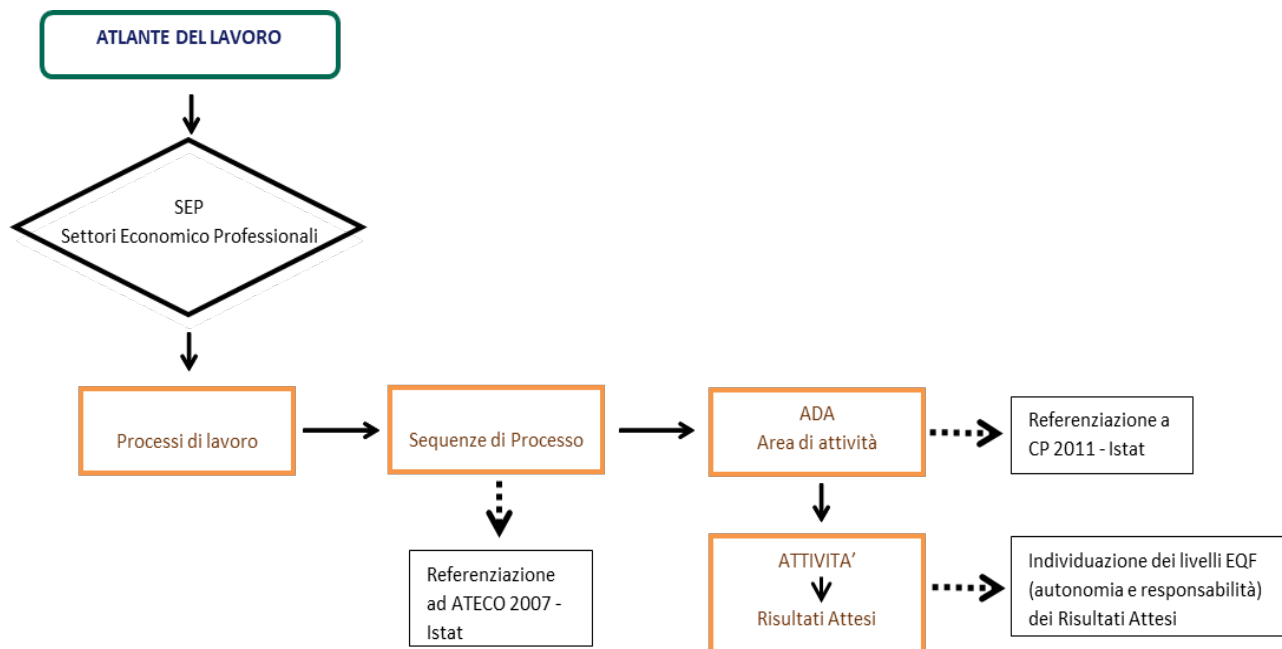 ATLANTE DEL LAVORO
SEP
Settori Economico Professionali
Processi di lavoro
Sequenze di Processo
ADA
Area di attività
Referenziazione a
CP 2011 - Istat
Referenziazione
ad ATECO 2007 -
Istat
ATTIVITA’
Risultati Attesi
Individuazione dei livelli EQF
(autonomia e responsabilità)
dei Risultati Attesi